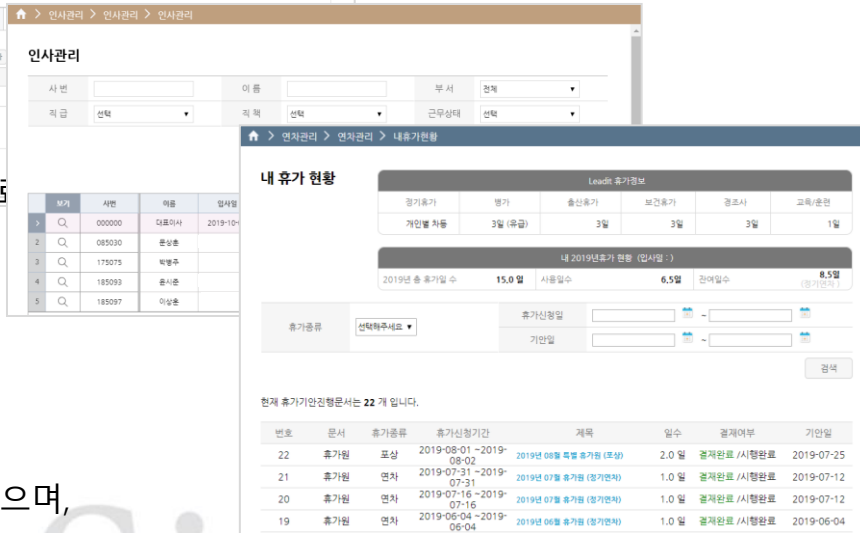 인사관리 > 인사관리 > 인사관리
인사관리
사 번 이 름 부 서 전체
직 급 선택 직 책 선택 근무상태 선택
보기 사번 이름 입사일
> 000000 대표이사 2019-10-
2 085030 문상훈
3 175075 박병주
4 185093 윤시준
5 185097 이상훈
연차관리 > 연차관리 > 내휴가현황
내 휴가 현황
Leadit 휴가정보
정기휴가 병가 출산휴가 보건휴가 경조사 교육/훈련
개인별 차등 3일 (유급) 3일 3일 3일 1일
내 2019년휴가 현황 (입사일 : )
2019년 총 휴가일 수 15.0 일 사용일수 6.5일 잔여일수 8.5일
(정기연차 )
휴가종류 선택해주세요 휴가신청일 ~
기안일 ~
검색
현재 휴가기안진행문서는 22 개 입니다.
번호 문서 휴가종류 휴가신청기간 제목 일수 결재여부 기안일
22 휴가원 포상 2019-08-01 ~2019-08-02 2019년 08월 특별 휴가원 (포상) 2.0 일 결재완료 /시행완료 2019-07-25
21 휴가원 연차 2019-07-31 ~2019-07-31 2019년 07월 휴가원 (정기연차) 1.0 일 결재완료 /시행완료 2019-07-12
20 휴가원 연차 2019-07-16 ~2019-07-16 2019년 07월 휴가원 (정기연차) 1.0 일 결재완료 /시행완료 2019-07-12
19 휴가원 연차 2019-06-04 ~2019-06-04 2019년 06월 휴가원 (정기연차) 1.0 일 결재완료 /시행완료 2019-06-04
으며,